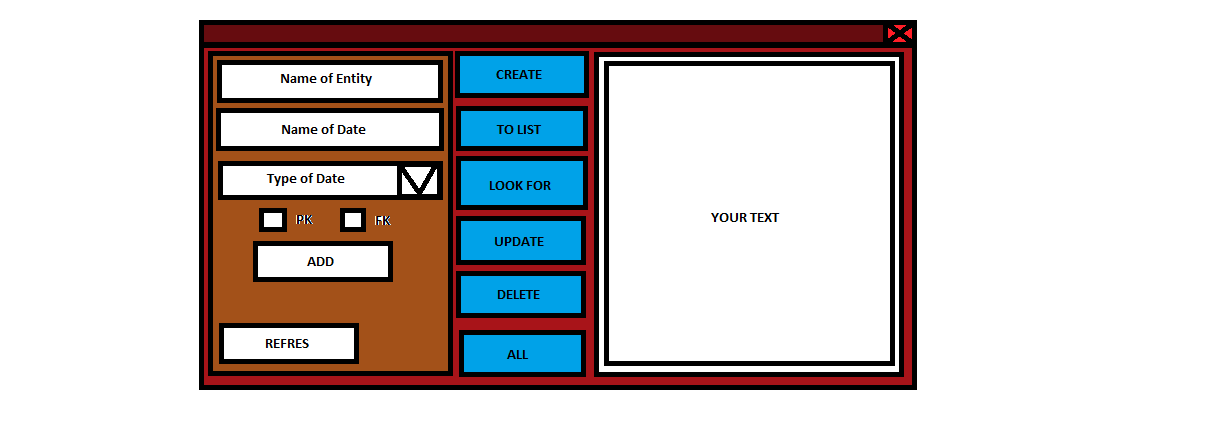 Name of Entity
Name of Date
Type of Date
PK
FK
ADD
REFRES
CREATE
TO LIST
LOOK FOR
UPDATE
DELETE
ALL
YOUR TEXT